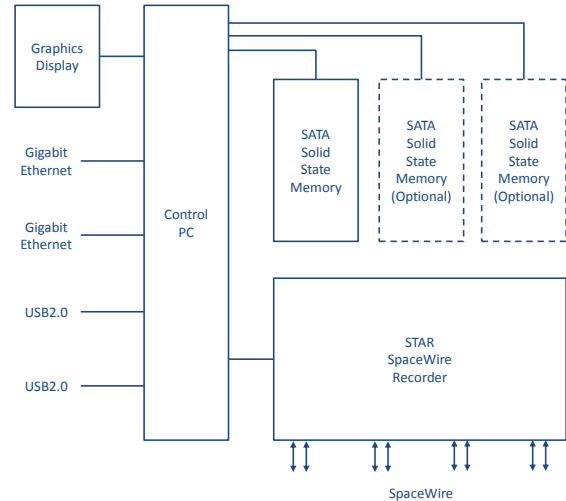 Graphics
Display
SATA
Solid
State
Memory
SATA
Solid
State
Memory
(Optional)
SATA
Solid
State
Memory
(Optional)
Gigabit
Ethernet
Control
PC
Gigabit
Ethernet
USB2.0
USB2.0
STAR
SpaceWire
Recorder
SpaceWire